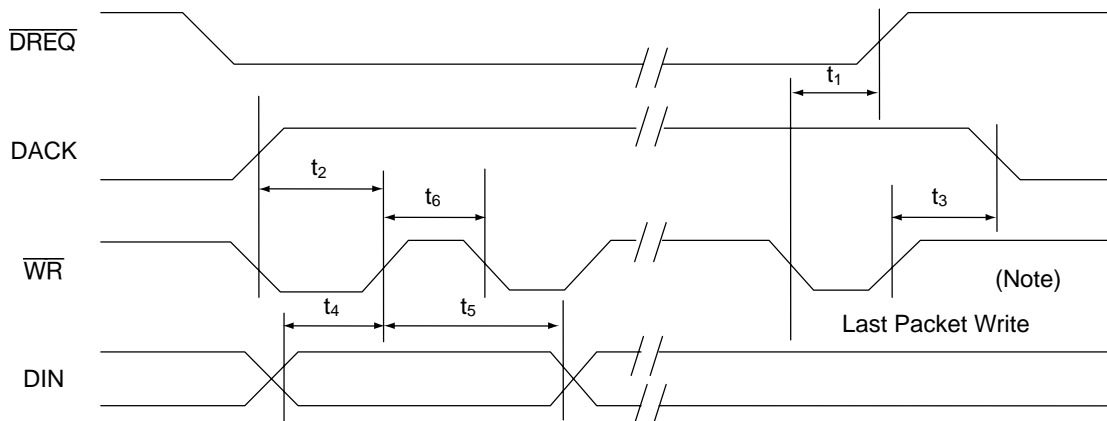 DREQ
t1
DACK
t2
t6
t3
WR
(Note)
t4
t5
Last Packet Write
DIN